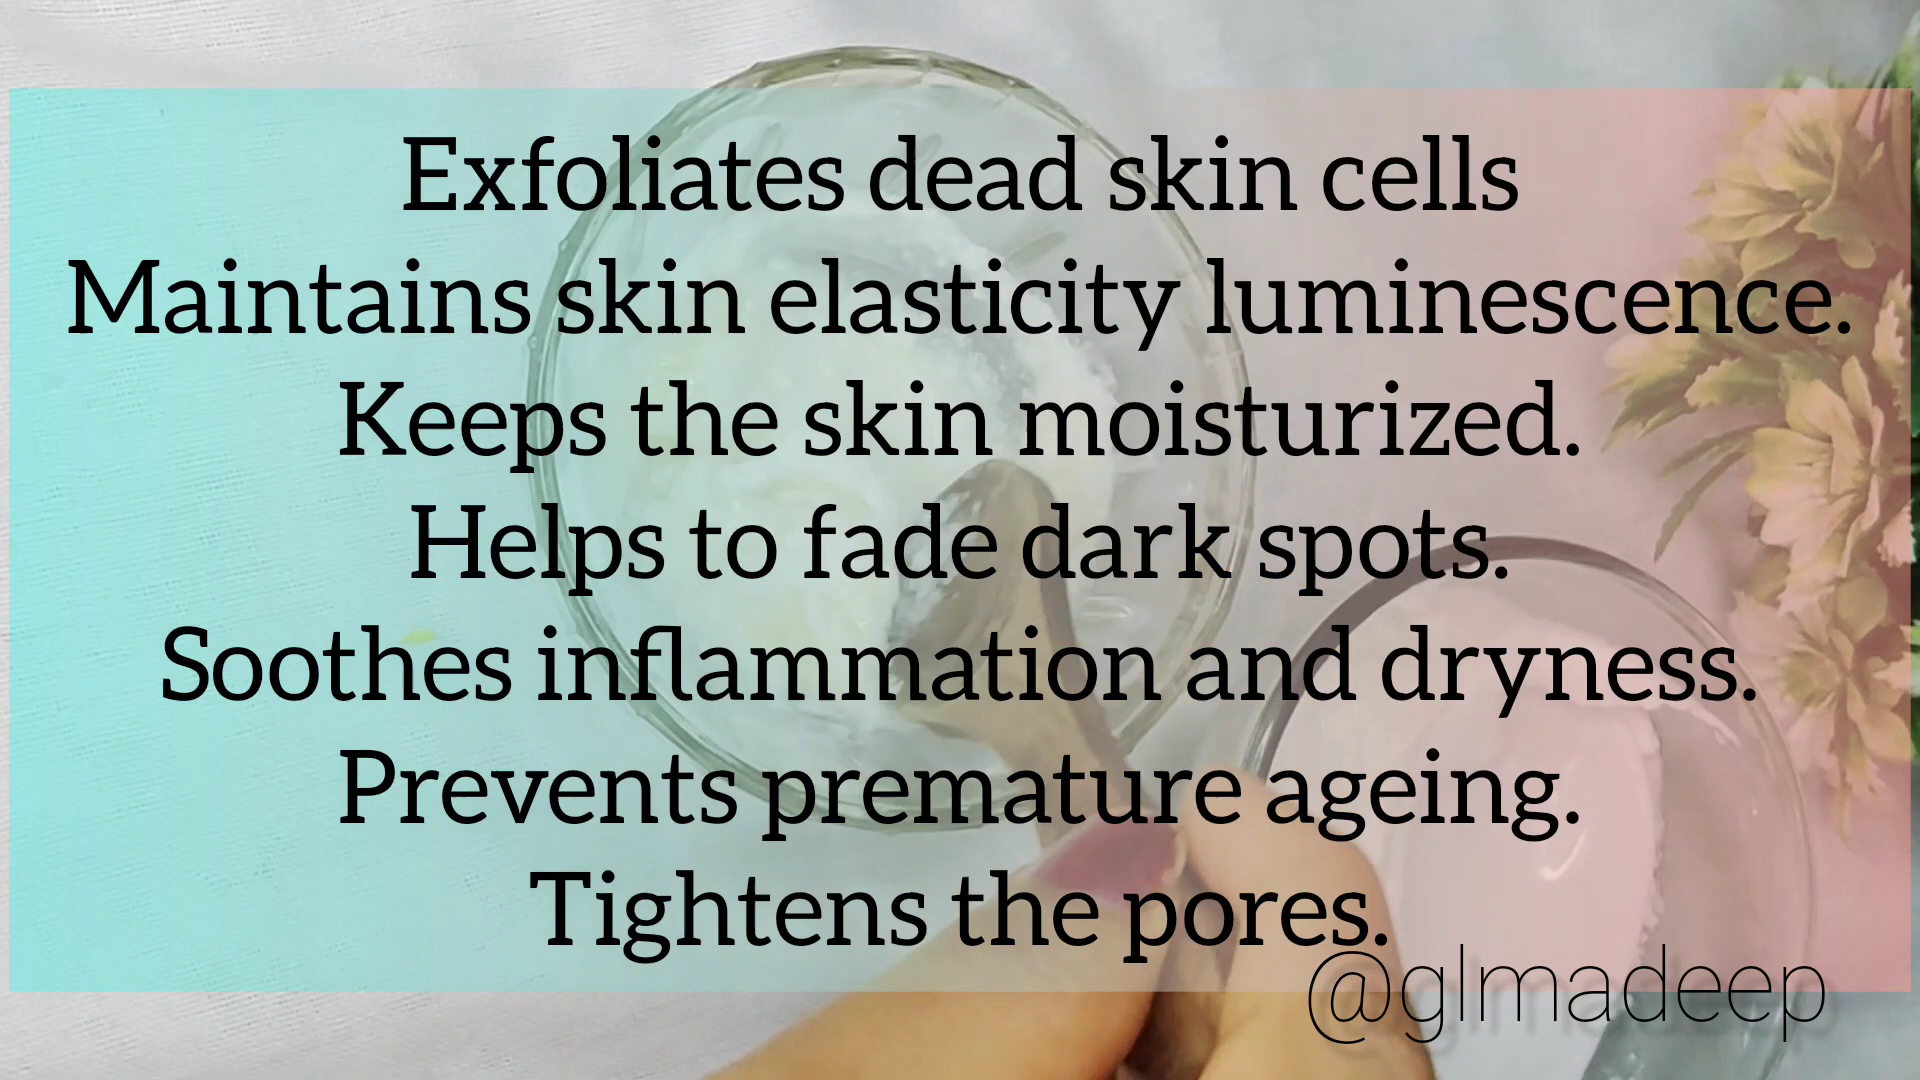 Exfoliates dead skin cells
Maintains skin elasticity luminescence.
Keeps the skin moisturized.
Helps to fade dark spots.
Soothes inflammation and dryness.
Prevents premature ageing.
Tightens the pores.
@glmadeep